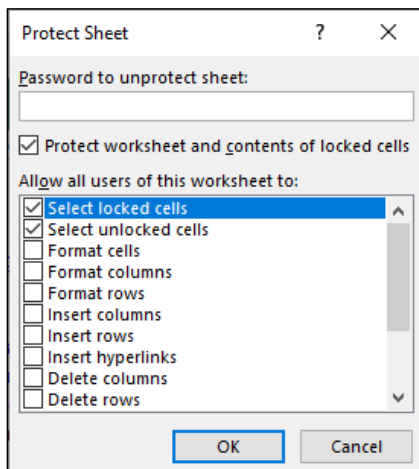 Protect Sheet ?
Password to unprotect sheet:
Protect worksheet and contents of locked cells
Allow all users of this worksheet to:
Select locked cells
Select unlocked cells
Format cells
Format columns
Format rows
Insert columns
Insert rows
Insert hyperlinks
Delete columns
Delete rows
OK Cancel